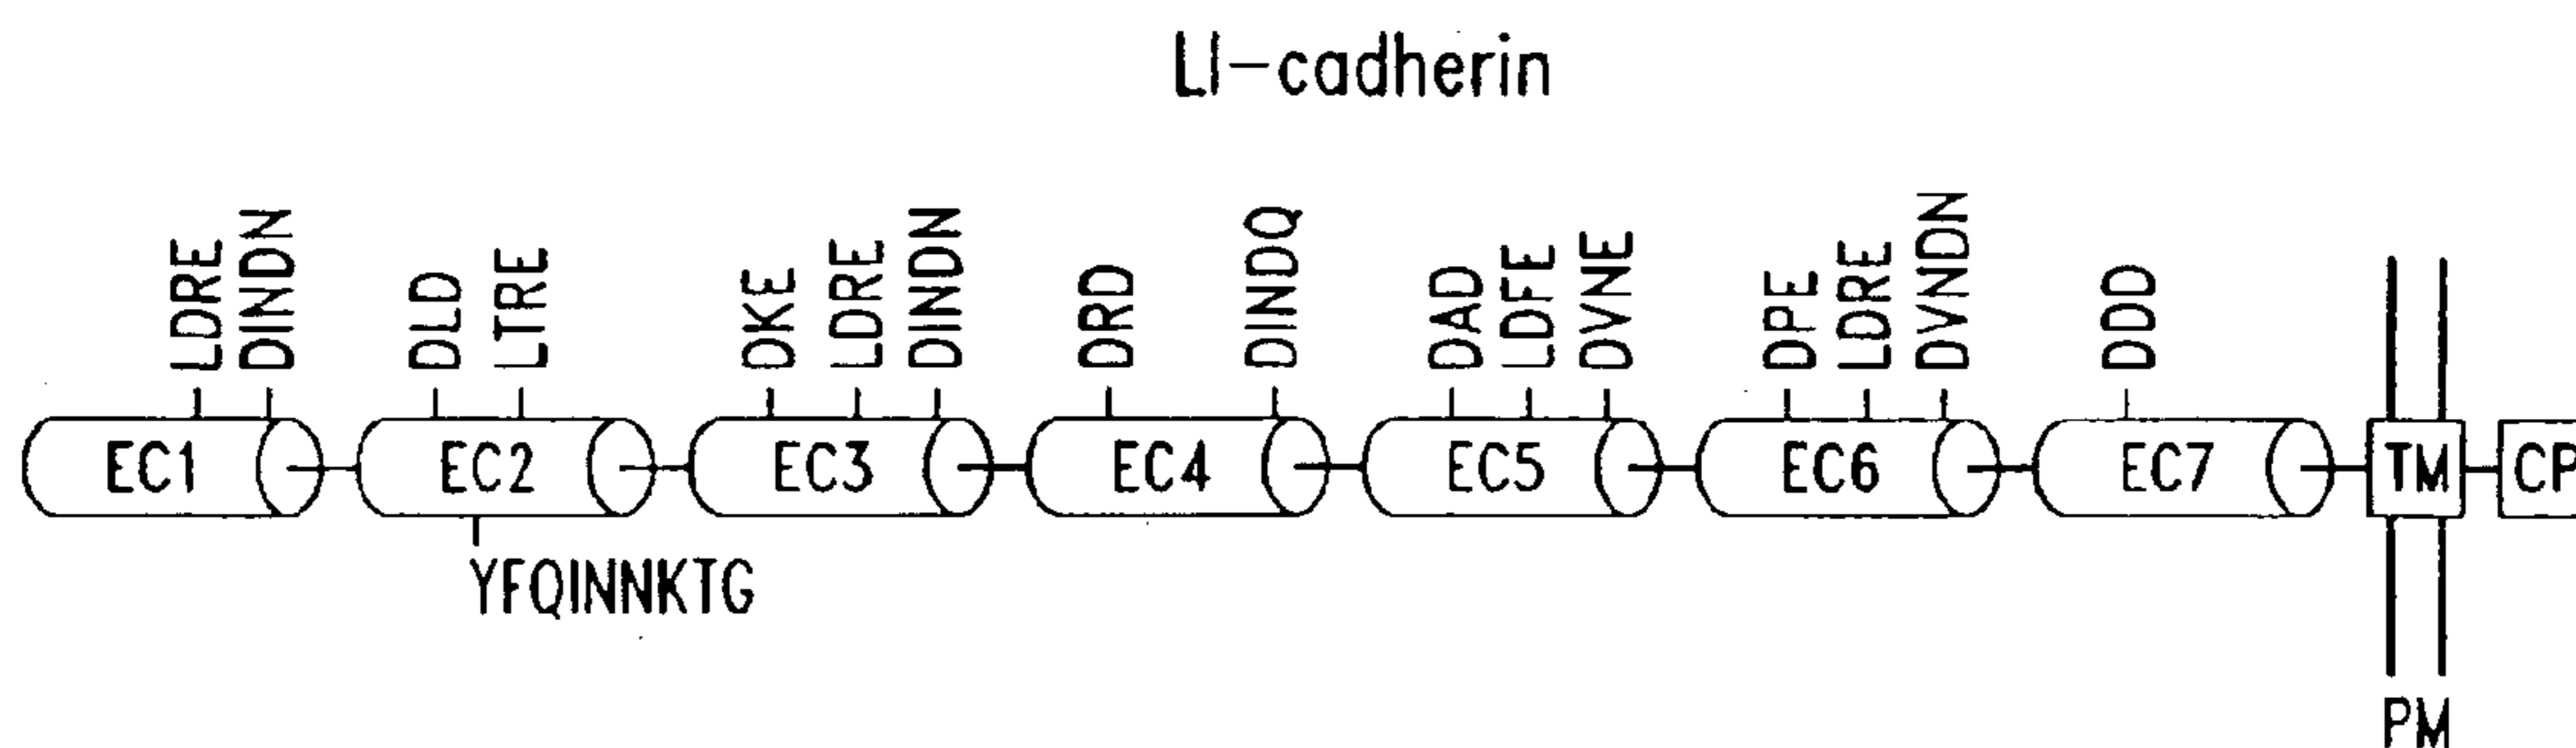 LI-cadherin
LDRE
DINDN
DLD
LTRE
DKE
LDRE
DINDN
DRD
DINDQ
DAD
LDFE
DVNE
DPE
LDRE
DVNDN
DDD
EC1
EC2
EC3
EC4
EC5
EC6
EC7
TM
CP
YFQINNKTG
PM